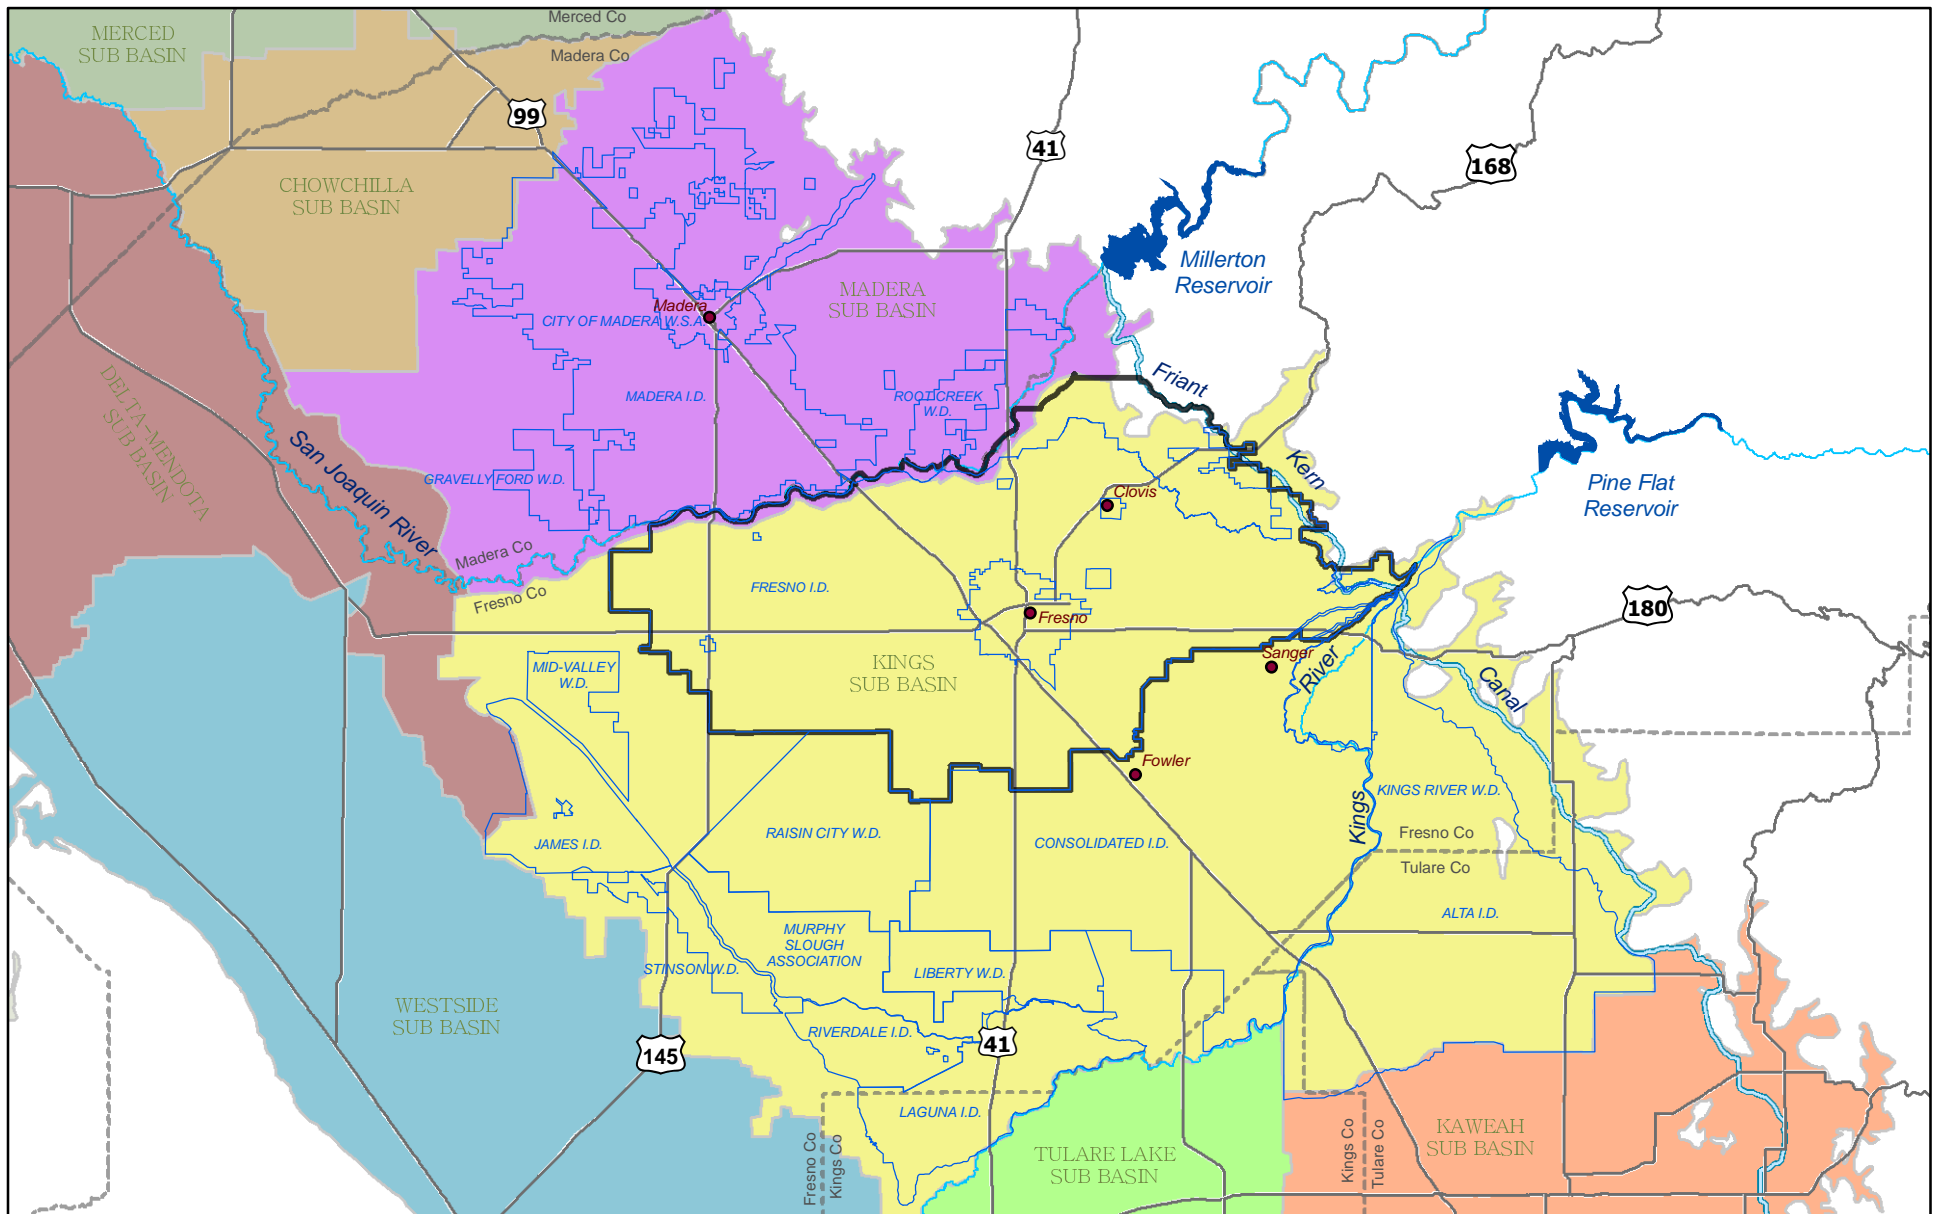 Merced Co
MERCED
SUB BASIN
Madera Co
99
41
168
CHOWCHILLA
SUB BASIN
Millerton
Reservoir
MADERA
SUB BASIN
Madera
CITY OF MADERA W.S.A.
DELTA-MENDOTA
SUB BASIN
MADERA I.D.
ROOT CREEK
W.D.
Friant
San Joaquin River
GRAVELLY FORD W.D.
Kern
Clovis
Pine Flat
Reservoir
Madera Co
Fresno Co
FRESNO I.D.
Fresno
180
MID-VALLEY
W.D.
KINGS
SUB BASIN
Sanger
River
Canal
Fowler
KINGS RIVER W.D.
Kings
JAMES I.D.
RAISIN CITY W.D.
CONSOLIDATED I.D.
Fresno Co
Tulare Co
ALTA I.D.
MURPHY
SLOUGH
ASSOCIATION
STINSON W.D.
LIBERTY W.D.
WESTSIDE
SUB BASIN
RIVERDALE I.D.
145
41
LAGUNA I.D.
Fresno Co
Kings Co
TULARE LAKE
SUB BASIN
Kings Co
Tulare Co
KAWEAH
SUB BASIN